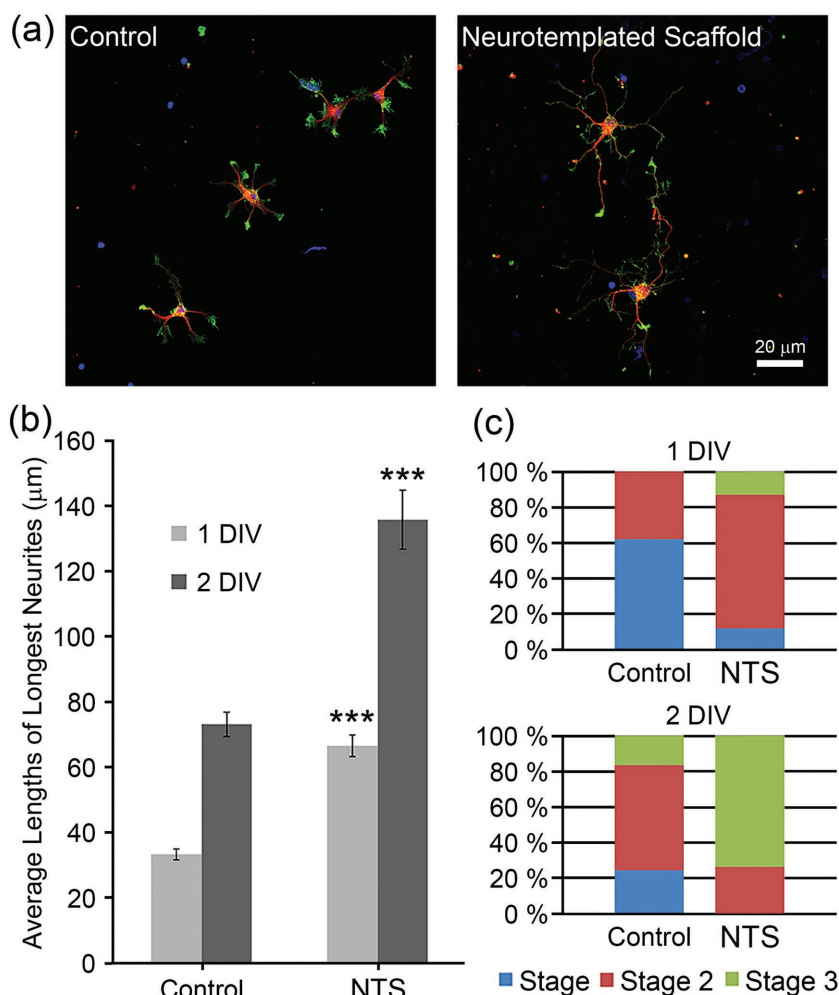 (a)
Control
Neurotemplated Scaffold
20 μm
(b)
Average Lengths of Longest Neurites (μm)
160
140
120
100
80
60
40
20
0
1 DIV
2 DIV
***
***
Control
NTS
(c)
1 DIV
100 %
80 %
60 %
40 %
20 %
0 %
Control
NTS
2 DIV
100 %
80 %
60 %
40 %
20 %
0 %
Control
NTS
Stage
Stage 2
Stage 3